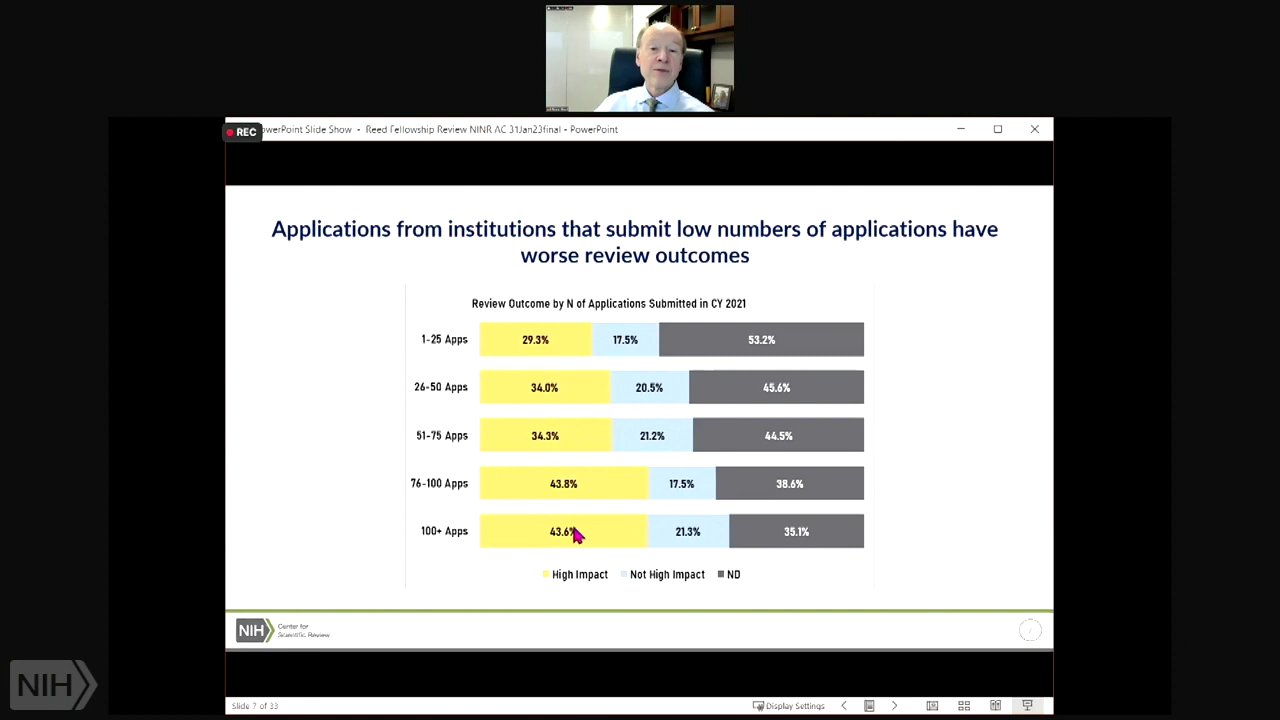 REC
owerPoint Slide Show - Reed Fellowship Review NINR AC 31Jan23final - PowerPoint
Applications from institutions that submit low numbers of applications have
worse review outcomes
Review Outcome by N of Applications Submitted in CY 2021
1-25 Apps 29.3% 17.5% 53.2%
26-50 Apps 34.0% 20.5% 45.6%
51-75 Apps 34.3% 21.2% 44.5%
76-100 Apps 43.8% 17.5% 38.6%
100+ Apps 43.6% 21.3% 35.1%
High Impact Not High Impact ND
NIH Center for
Scientific Review
NIH
Slide 7 of 33 Display Settings